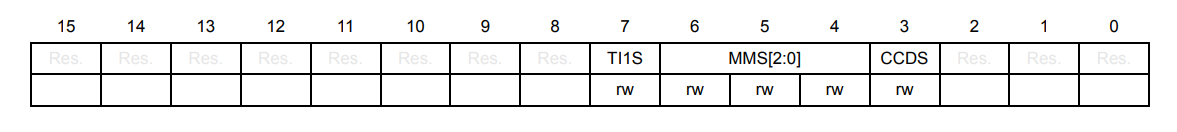 15 14 13 12 11 10 9 8 7 6 5 4 3 2 1 0
Res. Res. Res. Res. Res. Res. Res. Res. TI1S MMS[2:0] CCDS Res. Res. Res.
rw rw rw rw rw